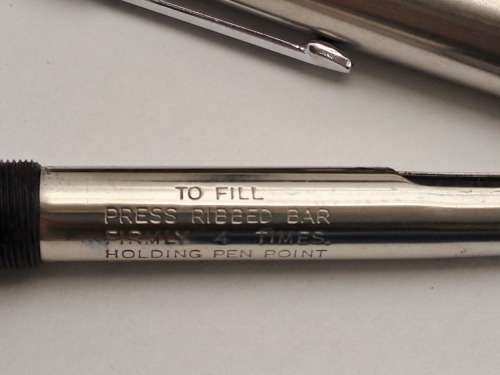 TO FILL
PRESS RIBBED BAR
FIRMLY 4 TIMES.
HOLDING PEN POINT